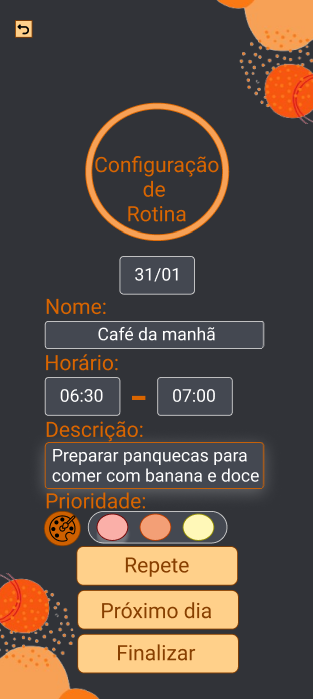 Configuração
de
Rotina
31/01
Nome:
Café da manhã
Horário:
06:30 – 07:00
Descrição:
Preparar panquecas para
comer com banana e doce
Prioridade:
Repete
Próximo dia
Finalizar